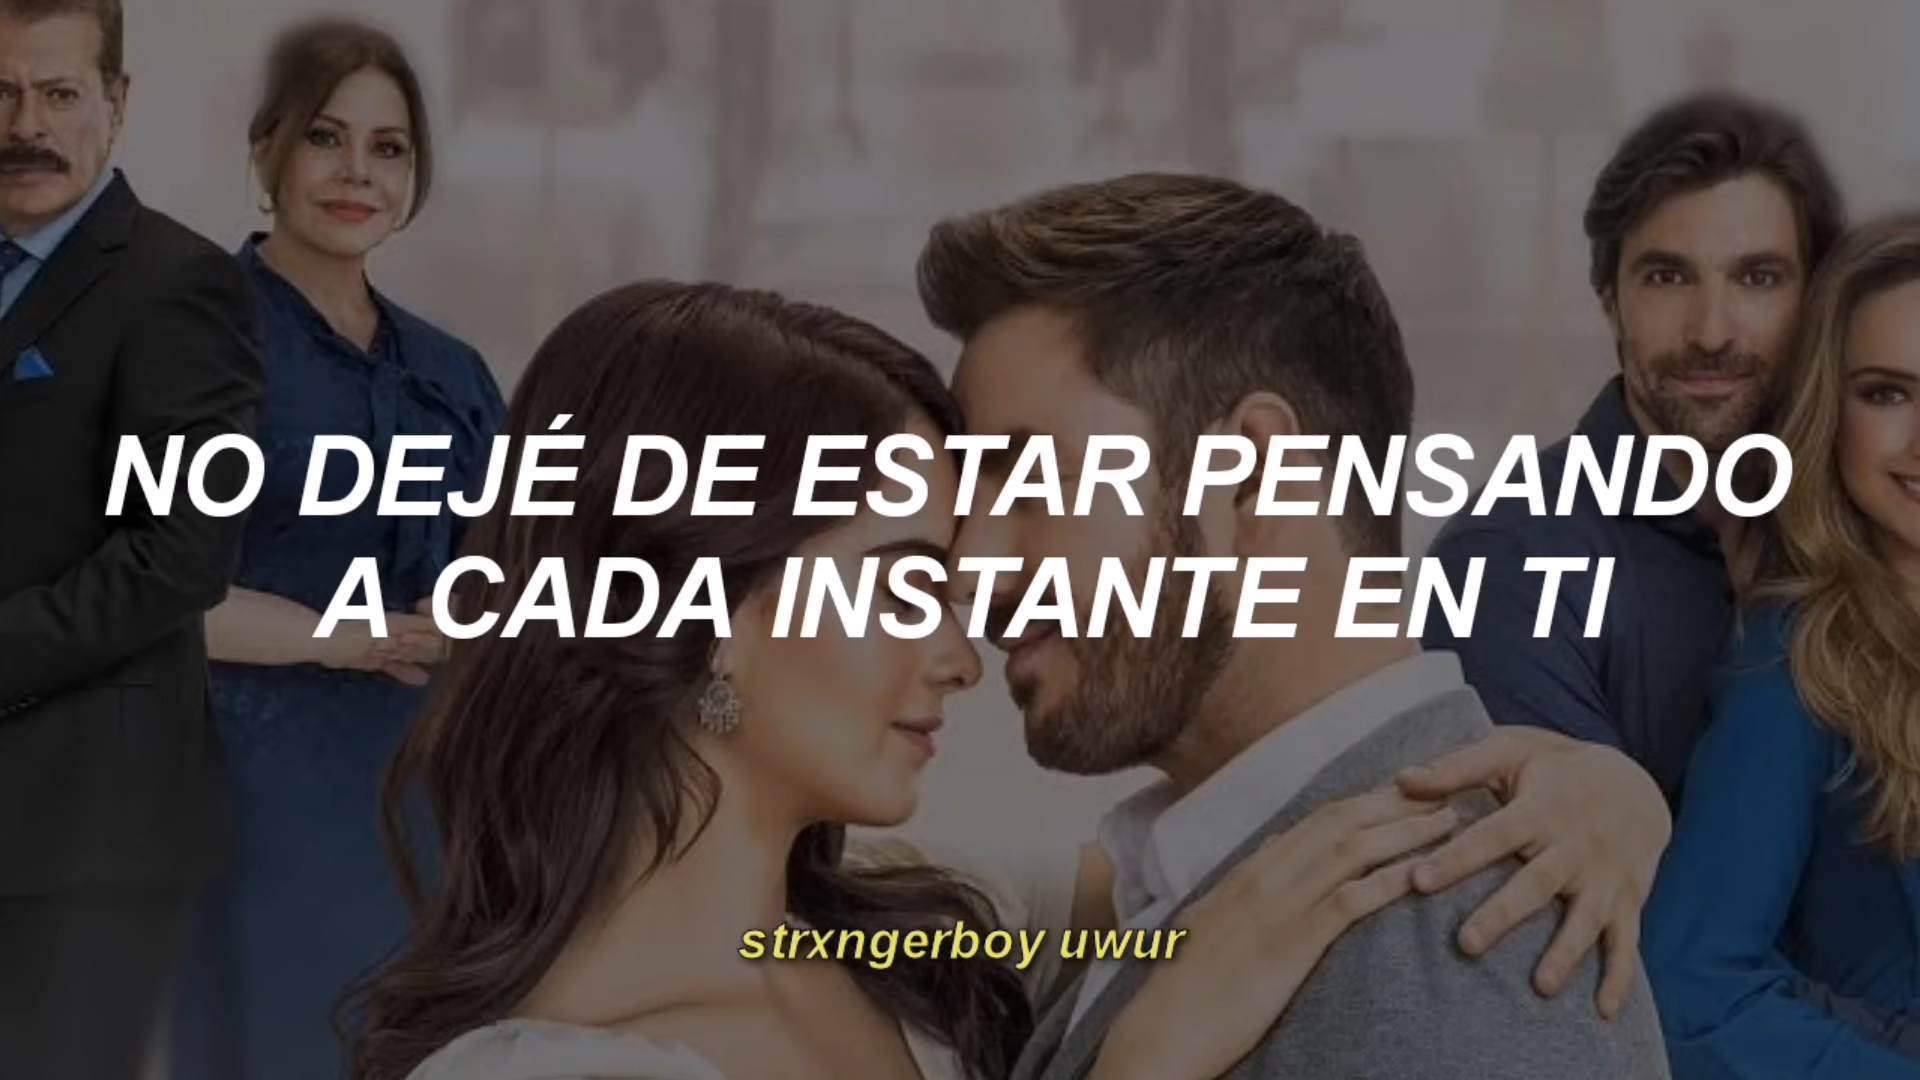 NO DEJÉ DE ESTAR PENSANDO
A CADA INSTANTE EN TI
strxngerboy uwur